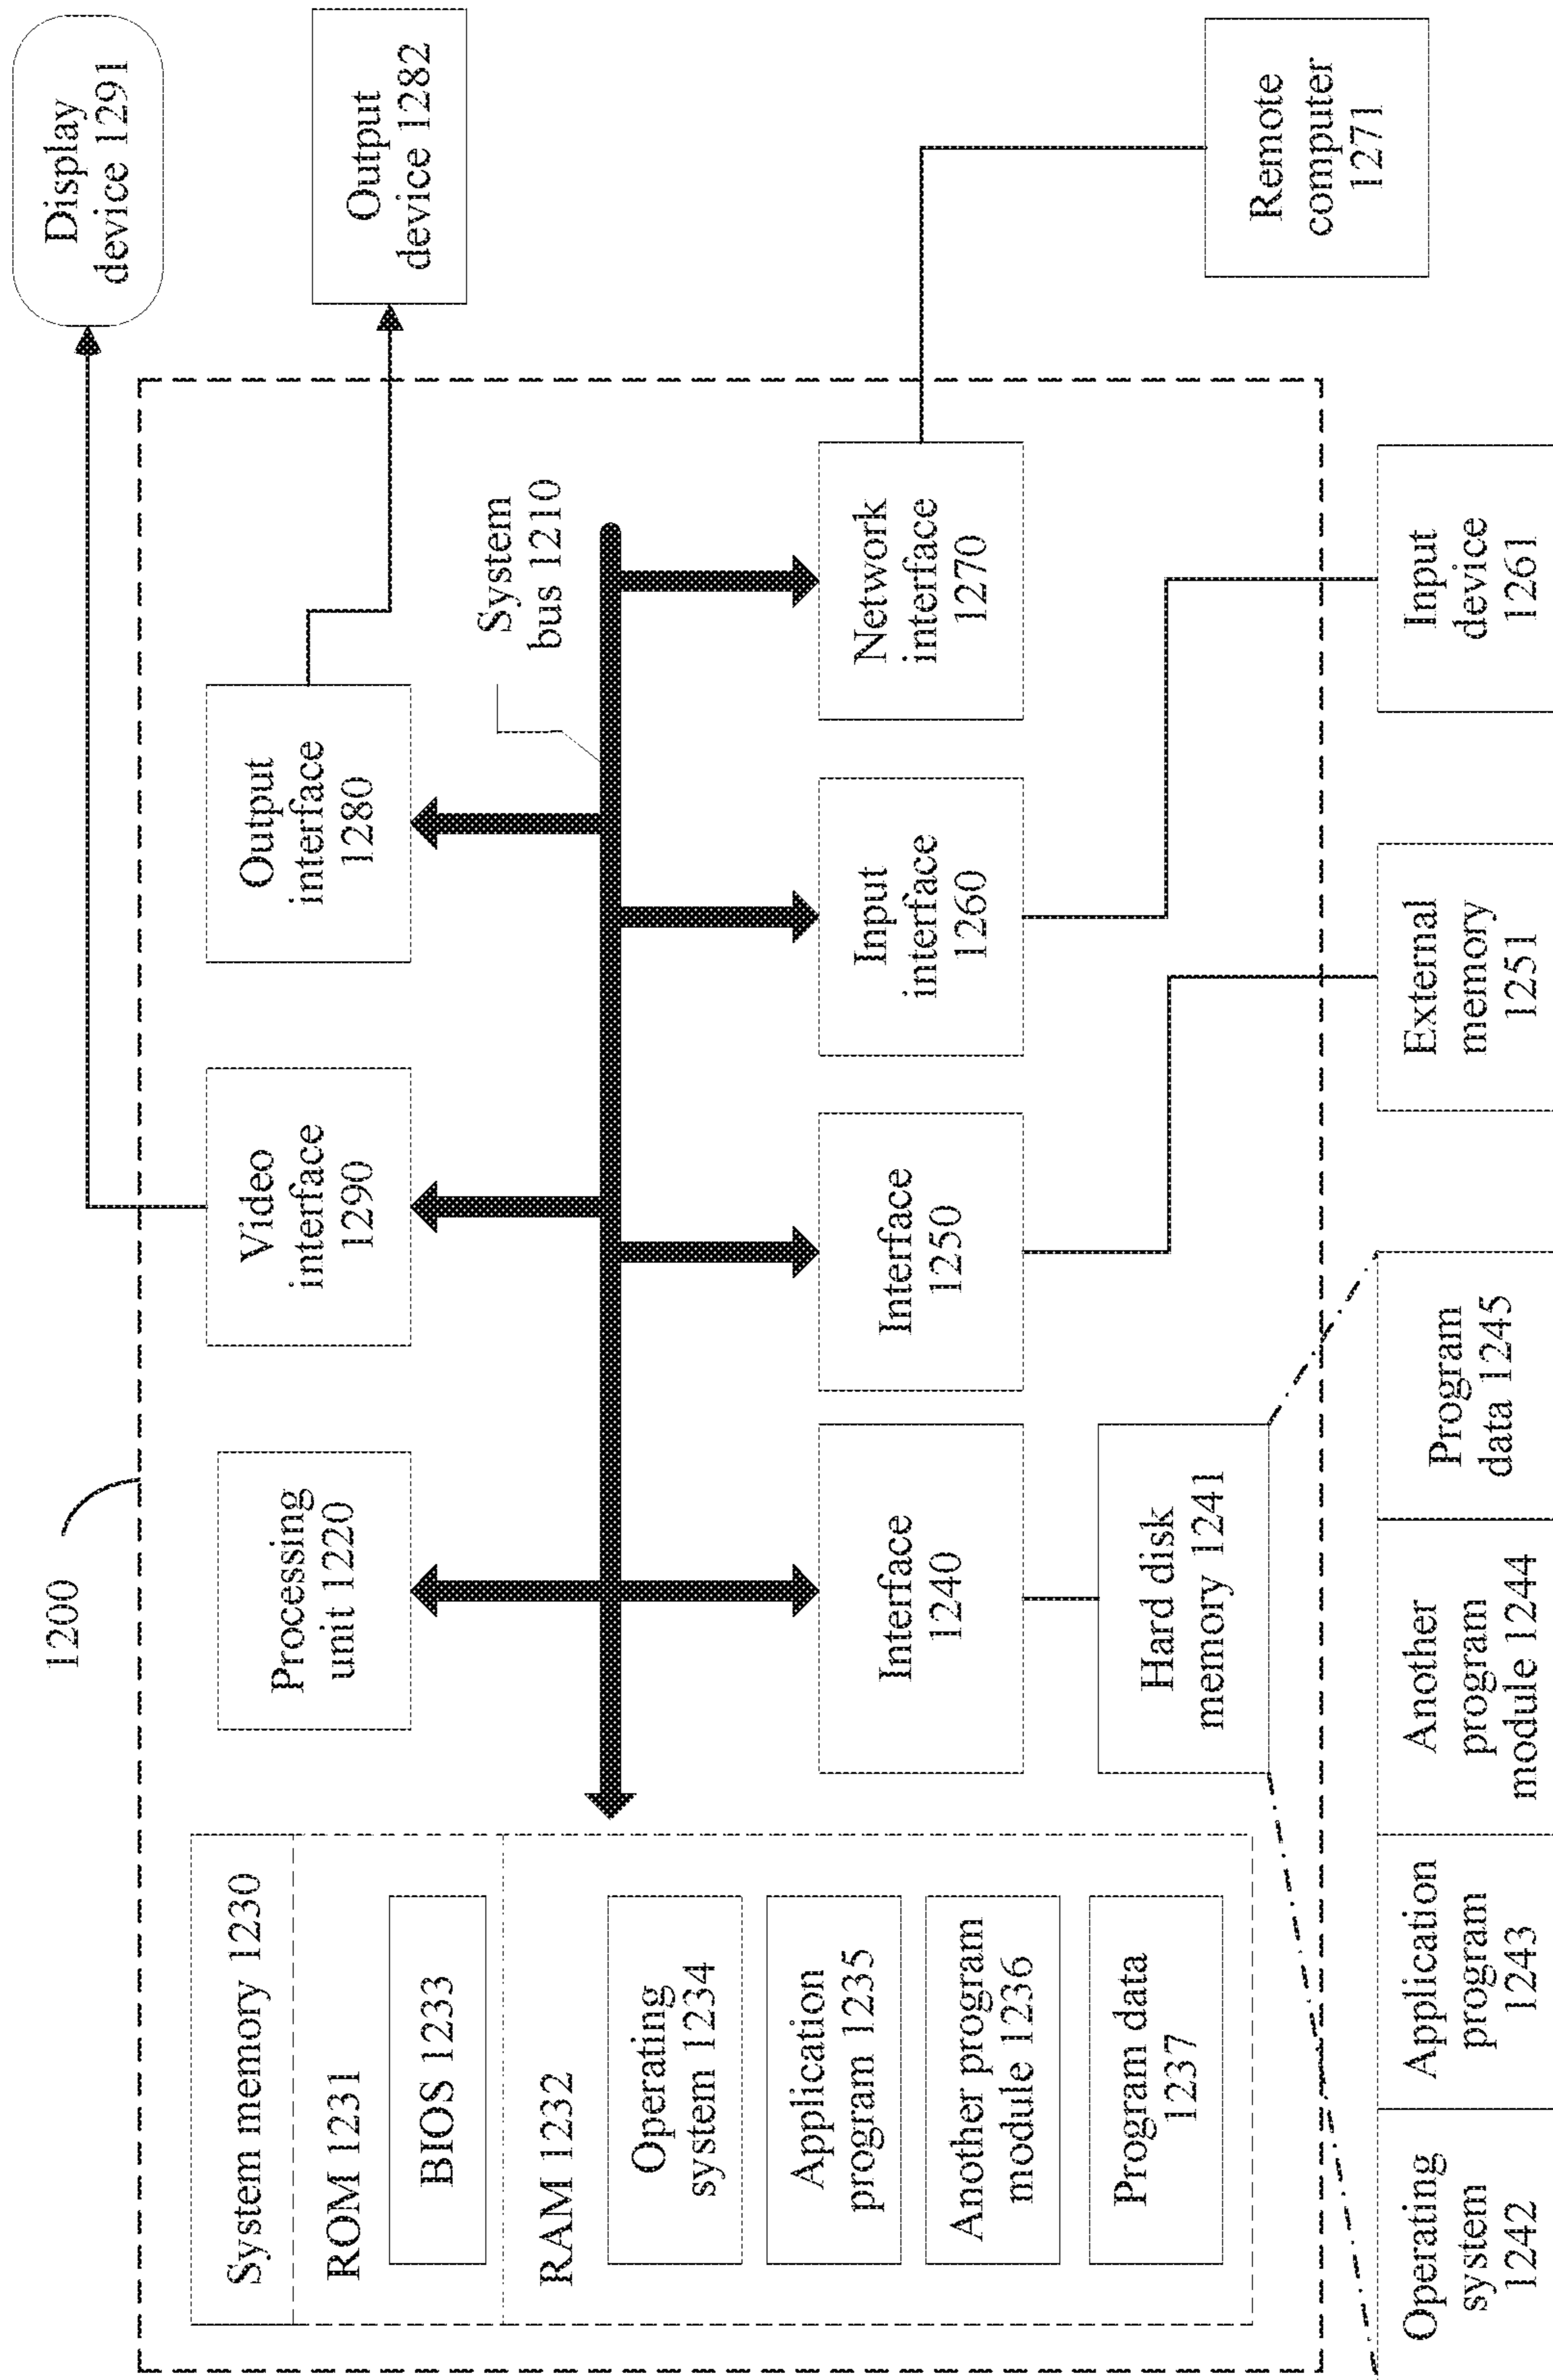 1200
Display
device 1291
System memory 1230
ROM 1231
BIOS 1233
RAM 1232
Operating
system 1234
Application
program 1235
Another program
module 1236
Program data
1237
Processing
unit 1220
Video
interface
1290
Output
interface
1280
Output
device 1282
System
bus 1210
Interface
1240
Interface
1250
Input
interface
1260
Network
interface
1270
Hard disk
memory 1241
Remote
computer
1271
Operating
system
1242
Application
program
1243
Another
program
module 1244
Program
data 1245
External
memory
1251
Input
device
1261